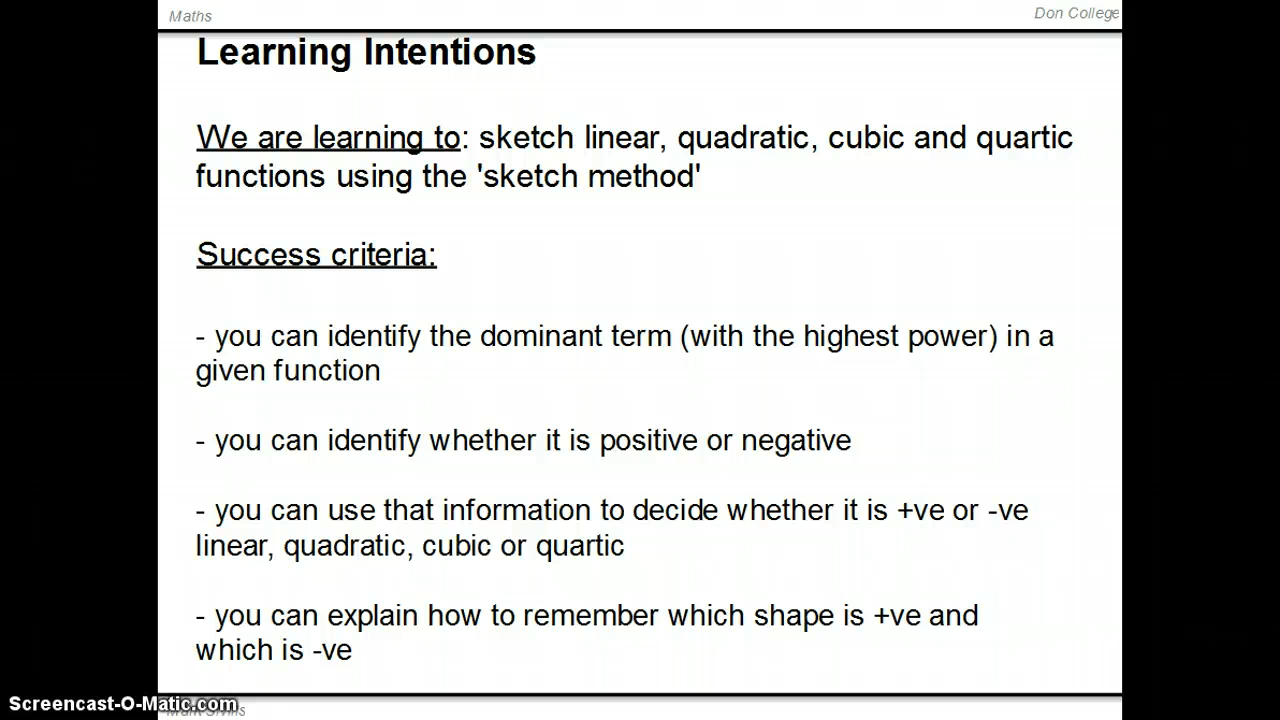 Maths
Don College
Learning Intentions
We are learning to: sketch linear, quadratic, cubic and quartic
functions using the 'sketch method'
Success criteria:
- you can identify the dominant term (with the highest power) in a
given function
- you can identify whether it is positive or negative
- you can use that information to decide whether it is +ve or -ve
linear, quadratic, cubic or quartic
- you can explain how to remember which shape is +ve and
which is -ve
Screencast-O-Matic.com